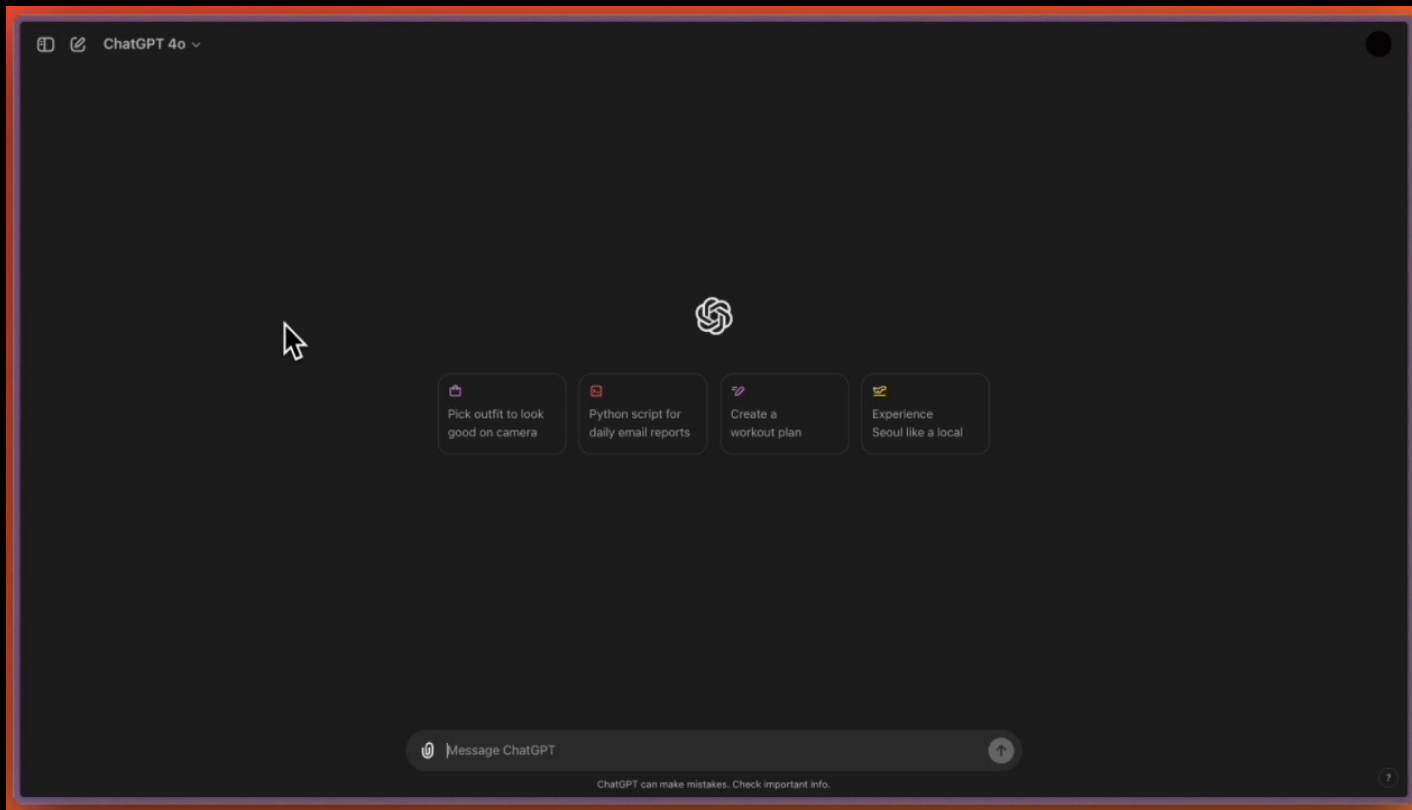 ChatGPT 4o
Pick outfit to look
good on camera
Python script for
daily email reports
Create a
workout plan
Experience
Seoul like a local
Message ChatGPT
ChatGPT can make mistakes. Check important info.
?